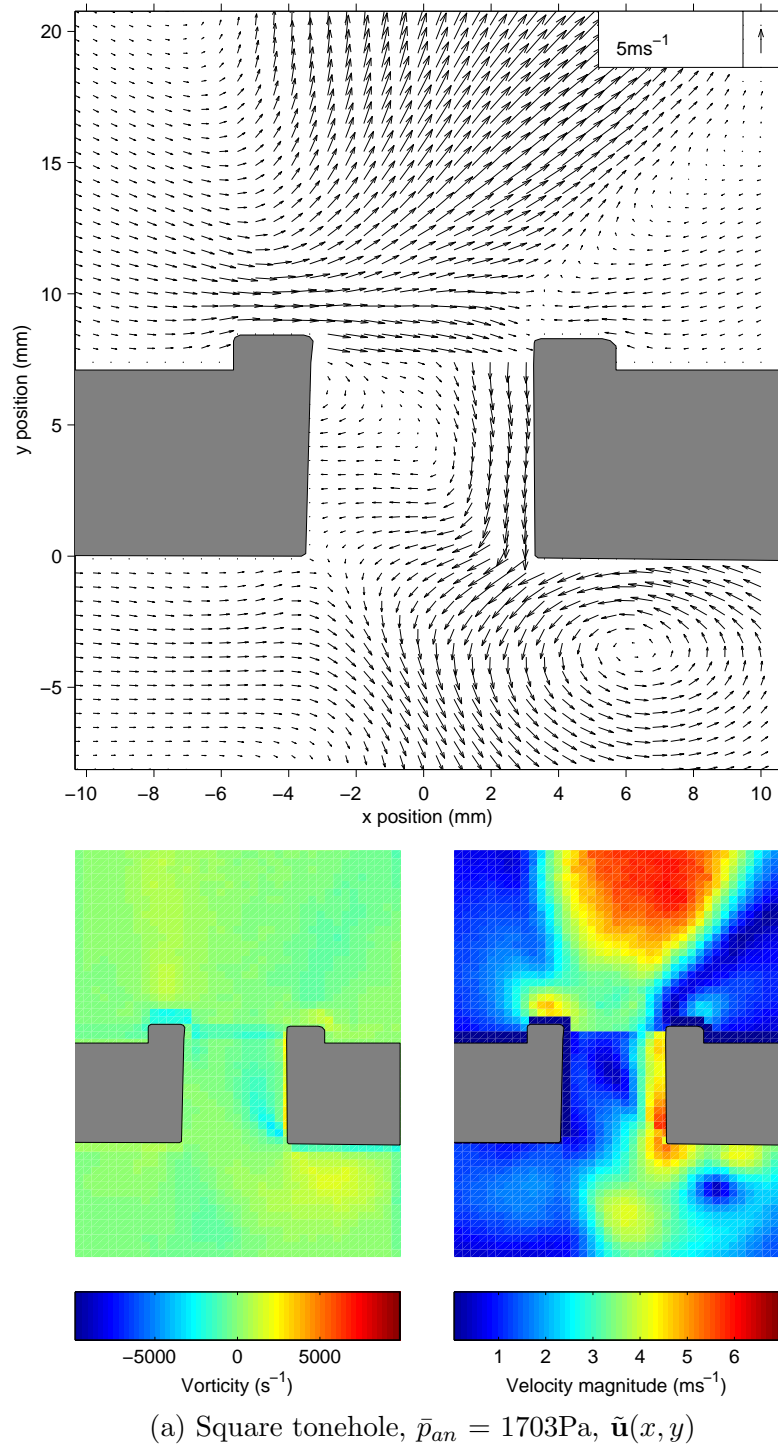 20
5ms⁻¹
15
10
y position (mm)
5
0
−5
−10 −8 −6 −4 −2 0 2 4 6 8 10
x position (mm)
−5000 0 5000
Vorticity (s⁻¹)
1 2 3 4 5 6
Velocity magnitude (ms⁻¹)
(a) Square tonehole, p̄ₐₙ = 1703Pa, ũ(x, y)